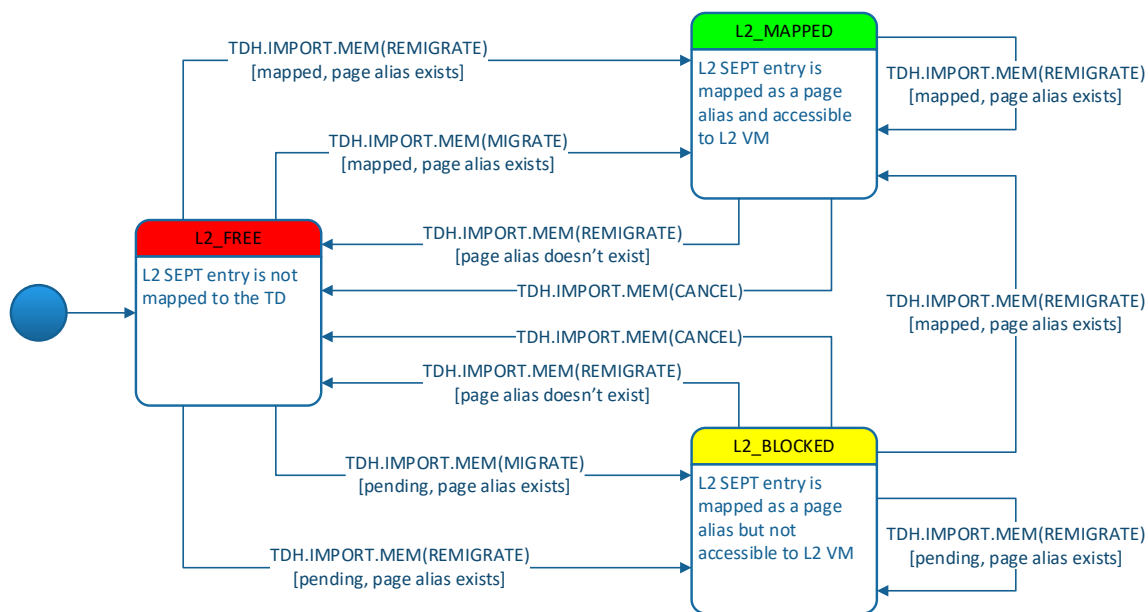 L2_MAPPED
L2 SEPT entry is
mapped as a page
alias and accessible
to L2 VM
TDH.IMPORT.MEM(REMIGRATE)
[mapped, page alias exists]
TDH.IMPORT.MEM(REMIGRATE)
[mapped, page alias exists]
TDH.IMPORT.MEM(MIGRATE)
[mapped, page alias exists]
L2_FREE
L2 SEPT entry is not
mapped to the TD
TDH.IMPORT.MEM(REMIGRATE)
[page alias doesn’t exist]
TDH.IMPORT.MEM(CANCEL)
TDH.IMPORT.MEM(REMIGRATE)
[mapped, page alias exists]
TDH.IMPORT.MEM(CANCEL)
TDH.IMPORT.MEM(REMIGRATE)
[page alias doesn’t exist]
L2_BLOCKED
L2 SEPT entry is
mapped as a page
alias but not
accessible to L2 VM
TDH.IMPORT.MEM(MIGRATE)
[pending, page alias exists]
TDH.IMPORT.MEM(REMIGRATE)
[pending, page alias exists]
TDH.IMPORT.MEM(REMIGRATE)
[pending, page alias exists]